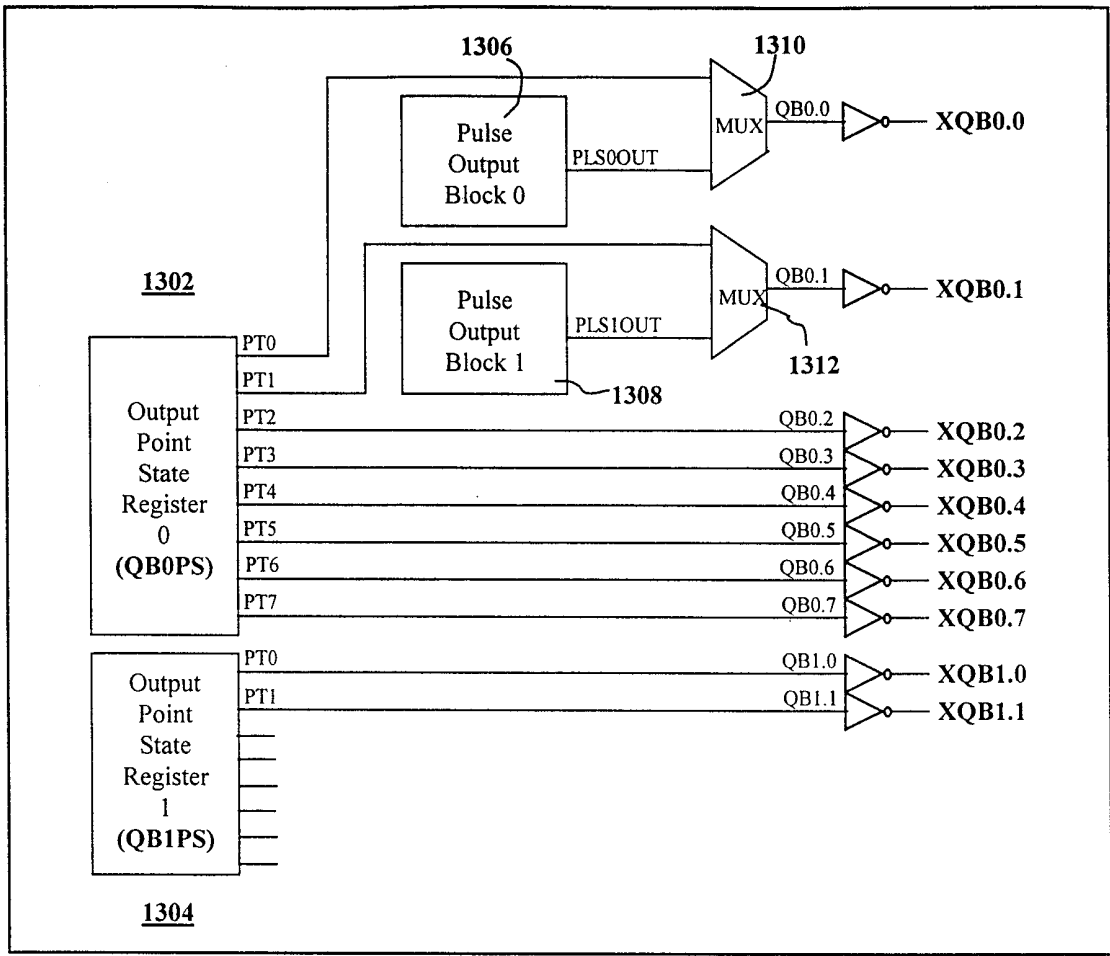 1306
1310
Pulse
Output
Block 0
PLS0OUT
MUX
QB0.0
XQB0.0
1302
Pulse
Output
Block 1
PLS1OUT
MUX
QB0.1
XQB0.1
1308
1312
Output
Point
State
Register
0
(QB0PS)
PT0
PT1
PT2
QB0.2
XQB0.2
PT3
QB0.3
XQB0.3
PT4
QB0.4
XQB0.4
PT5
QB0.5
XQB0.5
PT6
QB0.6
XQB0.6
PT7
QB0.7
XQB0.7
Output
Point
State
Register
1
(QB1PS)
PT0
QB1.0
XQB1.0
PT1
QB1.1
XQB1.1
1304